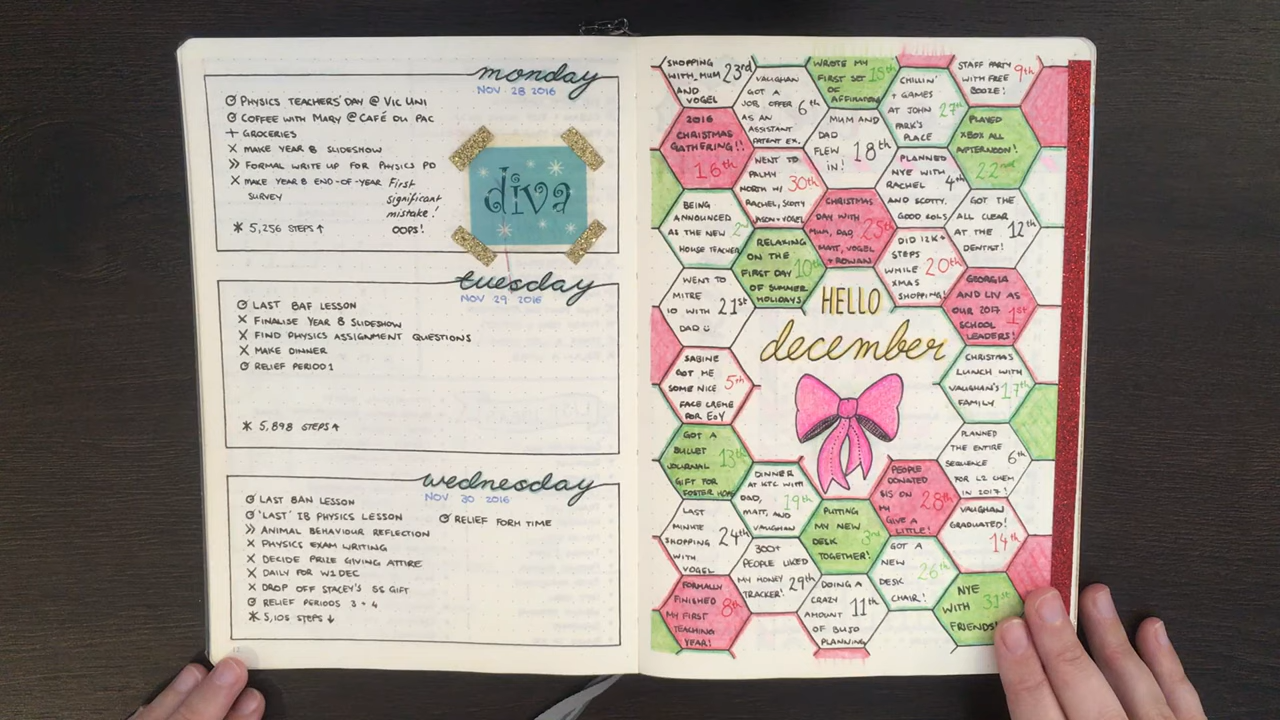 monday
NOV 28 2016
PHYSICS TEACHERS' DAY @ VIC UNI
COFFEE WITH MARY @ CAFÉ DU PAC
+ GROCERIES
X MAKE YEAR 8 SLIDESHOW
» FORMAL WRITE UP FOR PHYSICS PD
X MAKE YEAR 8 END-OF-YEAR
SURVEY
First
significant
mistake!
OOPS!
* 5,256 STEPS ↑
diva
tuesday
NOV 29 2016
LAST BAF LESSON
X FINALISE YEAR 8 SLIDESHOW
X FIND PHYSICS ASSIGNMENT QUESTIONS
X MAKE DINNER
RELIEF PERIOD 1
* 5,898 STEPS ↑
wednesday
NOV 30 2016
LAST BAN LESSON
'LAST' IB PHYSICS LESSON
RELIEF FORM TIME
» ANIMAL BEHAVIOUR REFLECTION
X PHYSICS EXAM WRITING
X DECIDE PRIZE GIVING ATTIRE
X DAILY FOR W1 DEC
X DROP OFF STACEY'S SS GIFT
RELIEF PERIODS 3 + 4
* 5,105 STEPS ↓
SHOPPING
WITH MUM
AND
VOGEL
23rd
VAUGHAN
GOT A
JOB OFFER
AS AN
ASSISTANT
PATENT EX.
6th
WROTE MY
FIRST SET
OF
15th
CHILLIN'
+ GAMES
AT JOHN
PARK'S
PLACE
27th
STAFF PARTY
WITH FREE
BOOZE!
9th
2016
CHRISTMAS
GATHERING!!
16th
MUM AND
DAD
FLEW
IN!
18th
PLAYED
XBOX ALL
AFTERNOON!
22nd
WENT TO
PALMY
NORTH W/
RACHEL, SCOTTY
JASON + VOGEL
30th
PLANNED
NYE WITH
RACHEL
AND SCOTTY.
GOOD LOLS
4th
BEING
ANNOUNCED
AS THE NEW
HOUSE TEACHER
2nd
CHRISTMAS
DAY WITH
MUM, DAD,
MATT, VOGEL
+ ROWAN
25th
GOT THE
ALL CLEAR
AT THE
DENTIST!
12th
RELAXING
ON THE
FIRST DAY
OF SUMMER
HOLIDAYS
10th
DID 12K+
STEPS
WHILE
XMAS
SHOPPING!
20th
WENT TO
MITRE
10 WITH
DAD
21st
HELLO
december
GEORGIA
AND LIV AS
OUR 2017
SCHOOL
LEADERS!
1st
SABINE
GOT ME
SOME NICE
FACE CREME
FOR EOY
5th
CHRISTMAS
LUNCH WITH
VAUGHAN'S
FAMILY
17th
GOT A
BULLET
JOURNAL
GIFT FOR
FOSTER HOPE
13th
PLANNED
THE ENTIRE
SEQUENCE
FOR L2 CHEM
IN 2017!
6th
DINNER
AT KTC WITH
DAD,
MATT, AND
VAUGHAN
19th
PEOPLE
DONATED
$15 ON
MY
GIVE A
LITTLE!
28th
LAST
MINUTE
SHOPPING
WITH
VOGEL
24th
PUTTING
MY NEW
DESK
TOGETHER!
3rd
VAUGHAN
GRADUATED!
14th
300+
PEOPLE LIKED
MY MONEY
TRACKER!
29th
GOT A
NEW
DESK
CHAIR!
26th
FORMALLY
FINISHED
MY FIRST
TEACHING
YEAR!
8th
DOING A
CRAZY
AMOUNT
OF BUJO
PLANNING
11th
NYE
WITH
FRIENDS!
31st